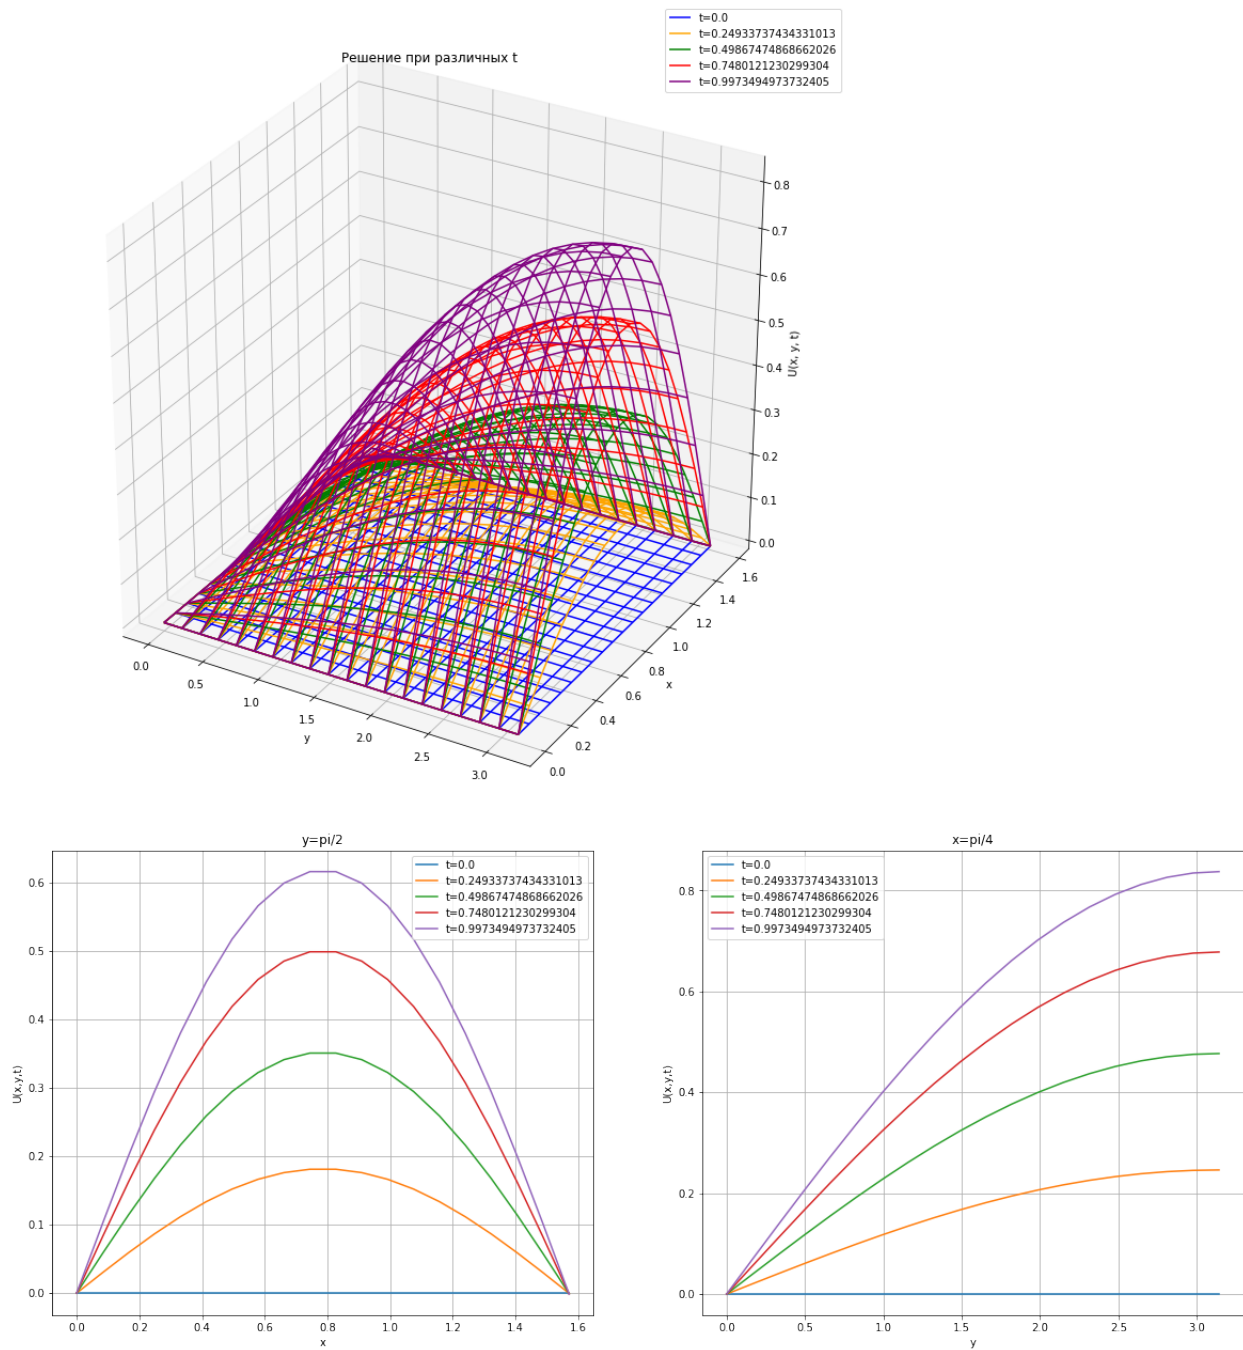 t=0.0
t=0.24933737434331013
t=0.49867474868662026
t=0.7480121230299304
t=0.9973494973732405
Решение при различных t
0.8
0.7
0.6
0.5
0.4
0.3
0.2
0.1
0.0
U(x, y, t)
1.6
1.4
1.2
1.0
0.8
0.6
0.4
0.2
0.0
x
0.0
0.5
1.0
1.5
2.0
2.5
3.0
y
y=pi/2
t=0.0
t=0.24933737434331013
t=0.49867474868662026
t=0.7480121230299304
t=0.9973494973732405
0.6
0.5
0.4
0.3
0.2
0.1
0.0
U(x,y,t)
0.0 0.2 0.4 0.6 0.8 1.0 1.2 1.4 1.6
x
x=pi/4
t=0.0
t=0.24933737434331013
t=0.49867474868662026
t=0.7480121230299304
t=0.9973494973732405
0.8
0.6
0.4
0.2
0.0
U(x,y,t)
0.0 0.5 1.0 1.5 2.0 2.5 3.0
y